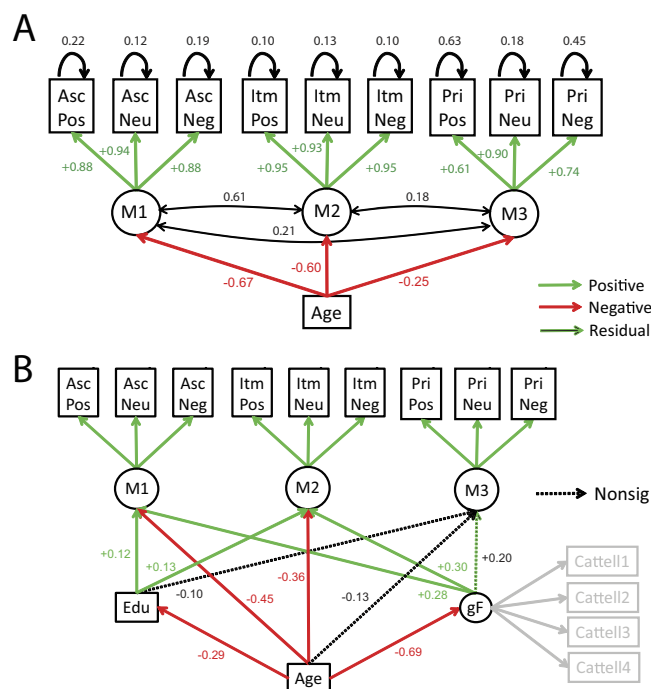 A
0.22 0.12 0.19 0.10 0.13 0.10 0.63 0.18 0.45
Asc Asc Asc Itm Itm Itm Pri Pri Pri
Pos Neu Neg Pos Neu Neg Pos Neu Neg
+0.88 +0.94 +0.88 +0.95 +0.93 +0.95 +0.61 +0.90 +0.74
M1 0.61 M2 0.18 M3
0.21
-0.67 -0.60 -0.25
Age
Positive
Negative
Residual
B
Asc Asc Asc Itm Itm Itm Pri Pri Pri
Pos Neu Neg Pos Neu Neg Pos Neu Neg
M1 M2 M3
Nonsig
+0.12 +0.13 -0.36 +0.30 +0.20
-0.10 -0.45 -0.13 +0.28
Edu gF
-0.29 -0.69
Age
Cattell1
Cattell2
Cattell3
Cattell4